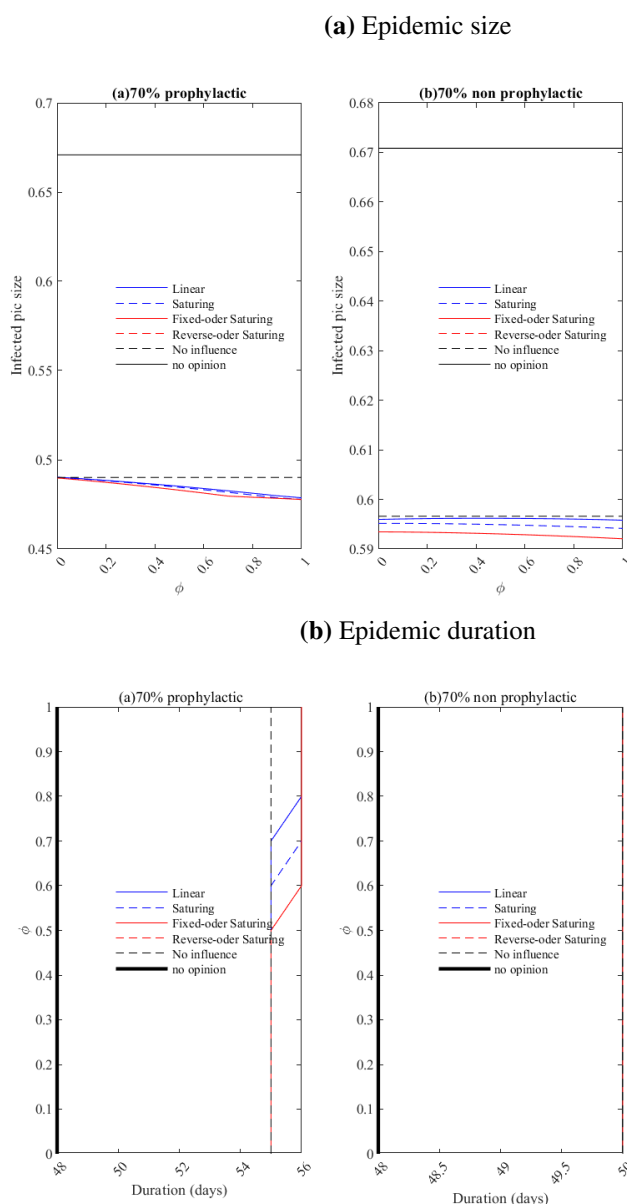 (a) Epidemic size
(a)70% prophylactic
0.7
0.65
0.6
0.55
0.5
0.45
Infected pic size
Linear
Saturing
Fixed-oder Saturing
Reverse-oder Saturing
No influence
no opinion
0
0.2
0.4
0.6
0.8
1
ϕ
(b)70% non prophylactic
0.68
0.67
0.66
0.65
0.64
0.63
0.62
0.61
0.6
0.59
Infected pic size
Linear
Saturing
Fixed-oder Saturing
Reverse-oder Saturing
No influence
no opinion
0
0.2
0.4
0.6
0.8
1
ϕ
(b) Epidemic duration
(a)70% prophylactic
1
0.9
0.8
0.7
0.6
0.5
0.4
0.3
0.2
0.1
0
ϕ
Linear
Saturing
Fixed-oder Saturing
Reverse-oder Saturing
No influence
no opinion
48
50
52
54
56
Duration (days)
(b)70% non prophylactic
1
0.9
0.8
0.7
0.6
0.5
0.4
0.3
0.2
0.1
0
ϕ
Linear
Saturing
Fixed-oder Saturing
Reverse-oder Saturing
No influence
no opinion
48
48.5
49
49.5
50
Duration (days)